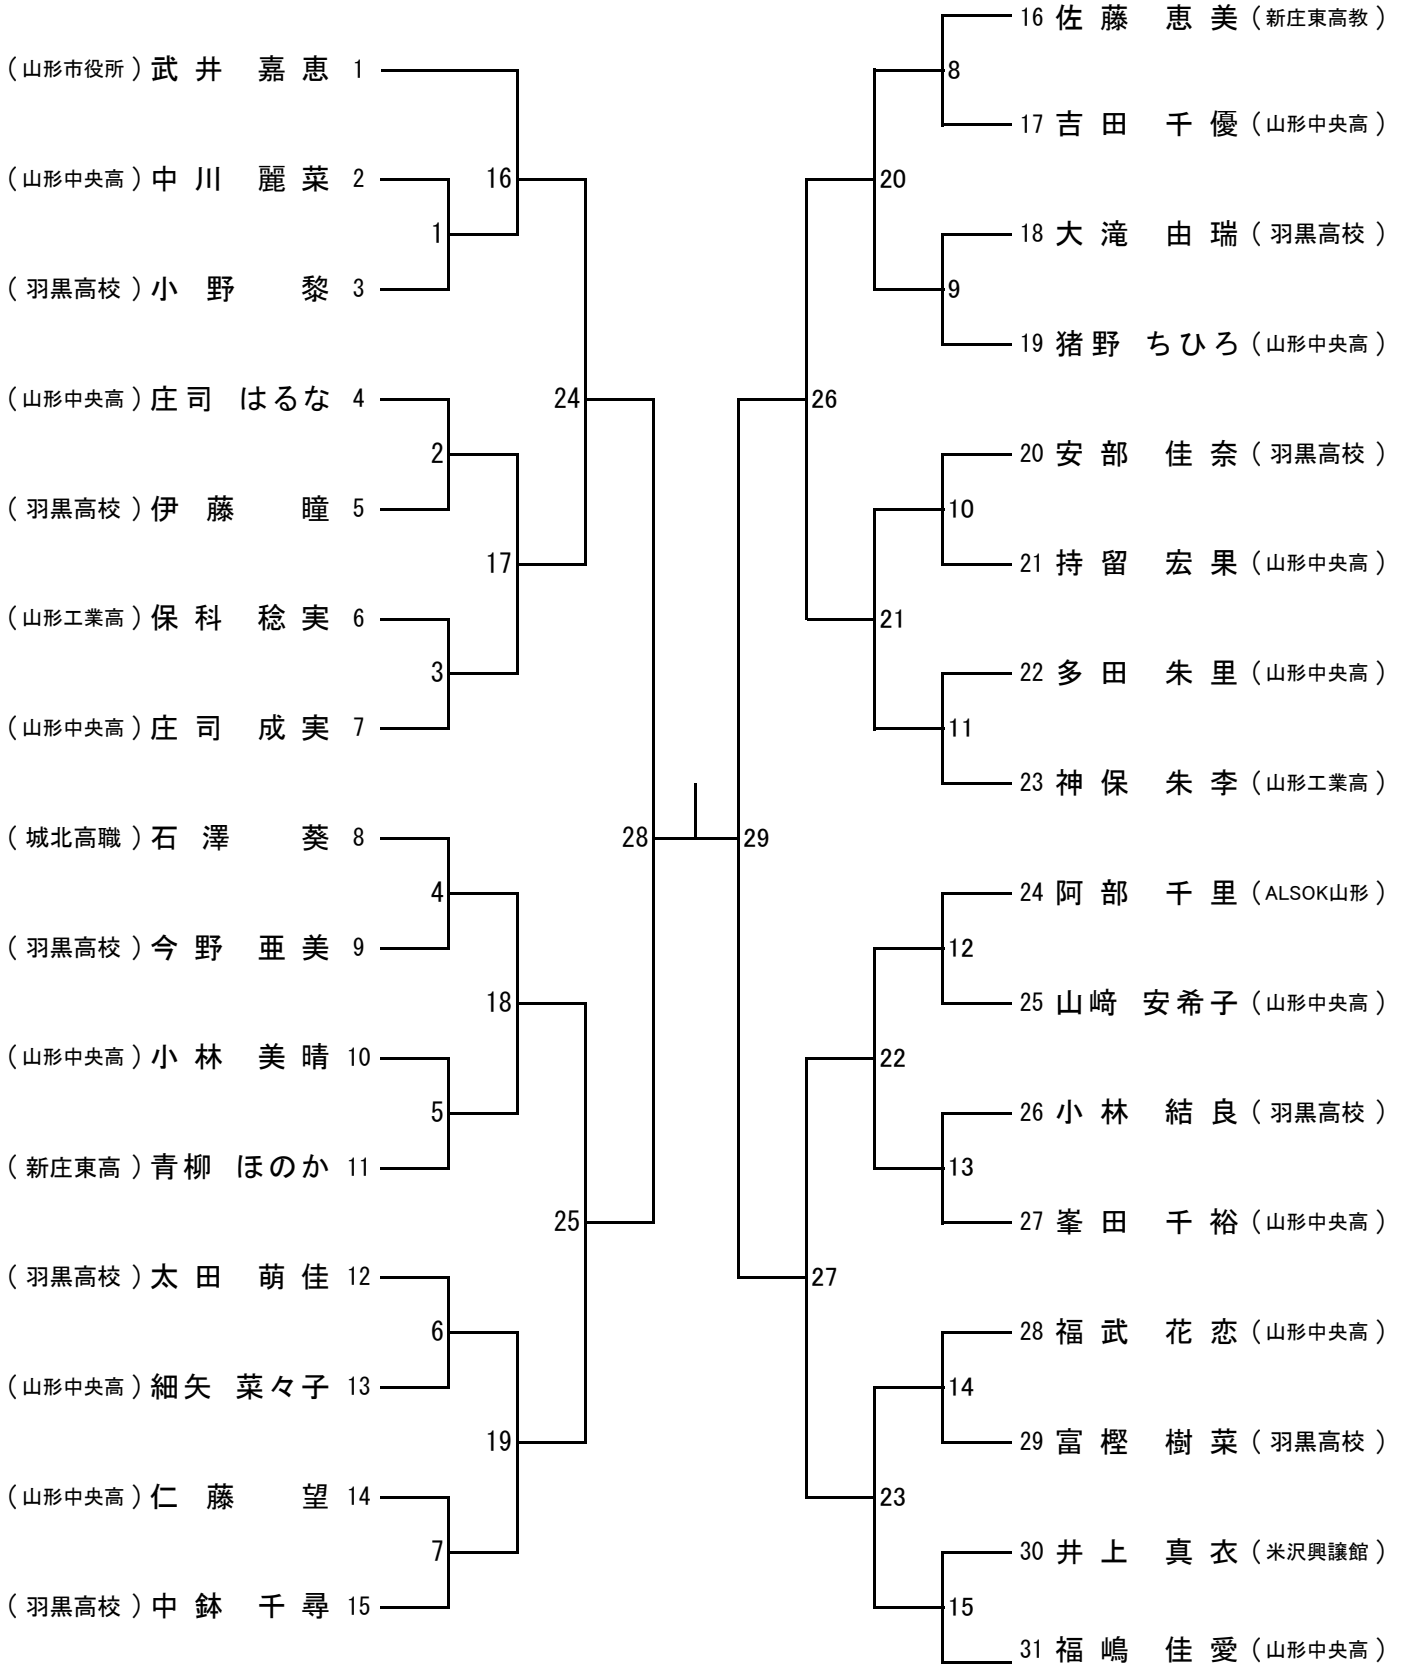 (山形市役所) 武井 嘉恵 1
(山形中央高) 中川 麗菜 2
(羽黒高校) 小野 黎 3
(山形中央高) 庄司 はるな 4
(羽黒高校) 伊藤 瞳 5
(山形工業高) 保科 稔実 6
(山形中央高) 庄司 成実 7
(城北高職) 石澤 葵 8
(羽黒高校) 今野 亜美 9
(山形中央高) 小林 美晴 10
(新庄東高) 青柳 ほのか 11
(羽黒高校) 太田 萌佳 12
(山形中央高) 細矢 菜々子 13
(山形中央高) 仁藤 望 14
(羽黒高校) 中鉢 千尋 15
1
2
3
4
5
6
7
16
17
18
19
24
25
28
29
26
27
20
21
22
23
8
9
10
11
12
13
14
15
16 佐藤 恵美 (新庄東高教)
17 吉田 千優 (山形中央高)
18 大滝 由瑞 (羽黒高校)
19 猪野 ちひろ (山形中央高)
20 安部 佳奈 (羽黒高校)
21 持留 宏果 (山形中央高)
22 多田 朱里 (山形中央高)
23 神保 朱李 (山形工業高)
24 阿部 千里 (ALSOK山形)
25 山﨑 安希子 (山形中央高)
26 小林 結良 (羽黒高校)
27 峯田 千裕 (山形中央高)
28 福武 花恋 (山形中央高)
29 富樫 樹菜 (羽黒高校)
30 井上 真衣 (米沢興譲館)
31 福嶋 佳愛 (山形中央高)